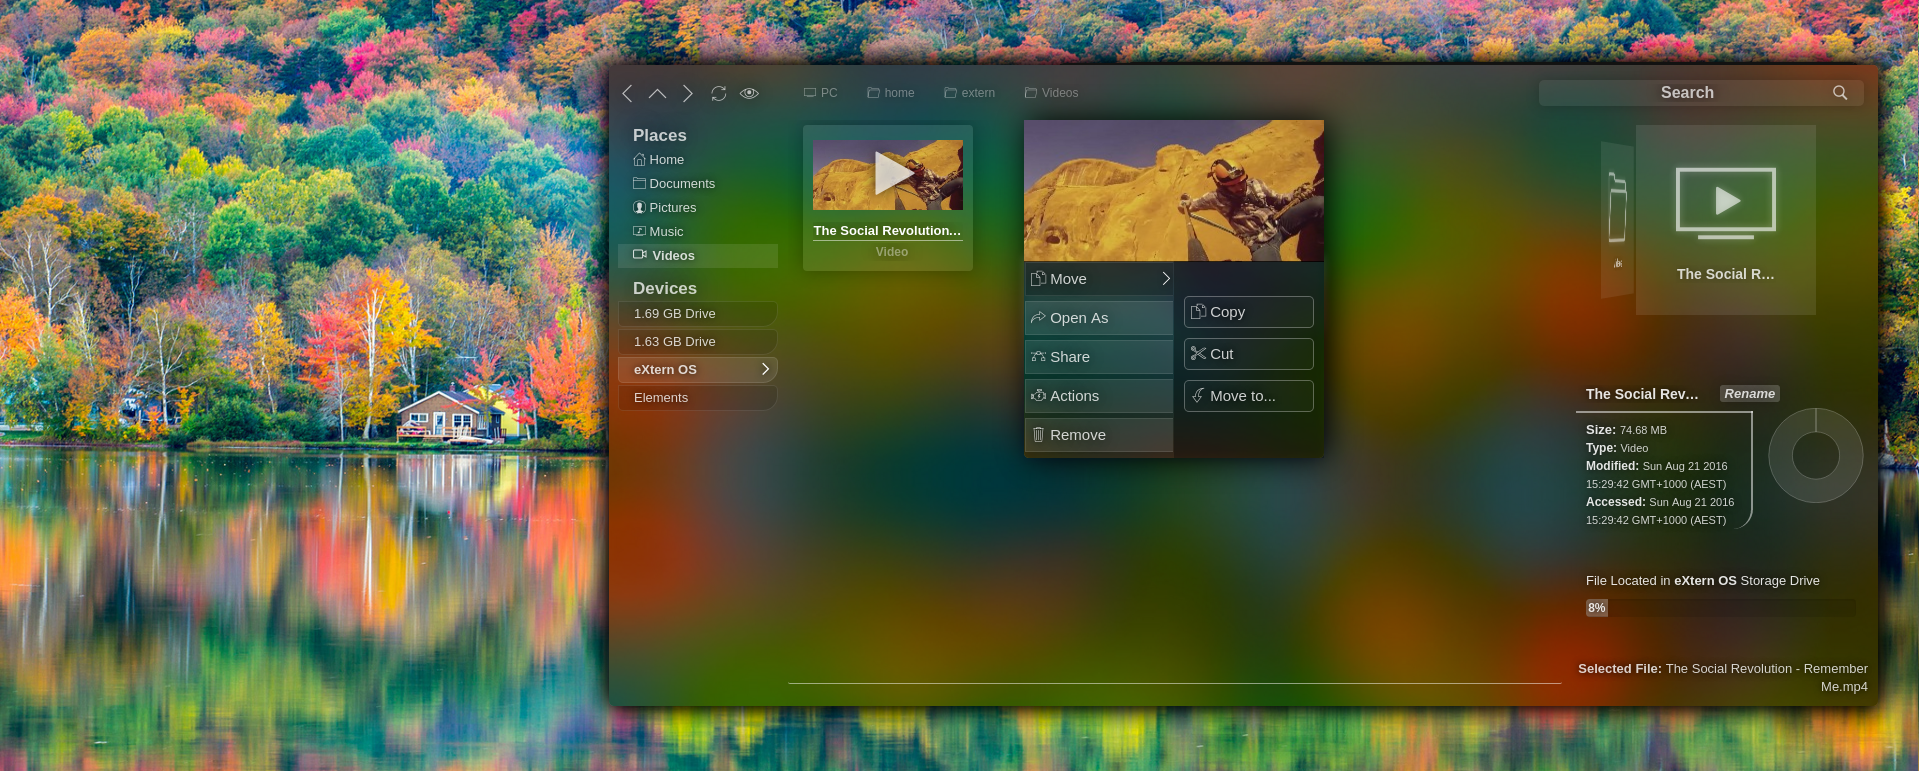 PC
home
extern
Videos
Search
Places
Home
Documents
Pictures
Music
Videos
Devices
1.69 GB Drive
1.63 GB Drive
eXtern OS
Elements
The Social Revolution...
Video
Move
Open As
Share
Actions
Remove
Copy
Cut
Move to...
The Social R...
The Social Rev...
Rename
Size: 74.68 MB
Type: Video
Modified: Sun Aug 21 2016
15:29:42 GMT+1000 (AEST)
Accessed: Sun Aug 21 2016
15:29:42 GMT+1000 (AEST)
File Located in eXtern OS Storage Drive
8%
Selected File: The Social Revolution - Remember
Me.mp4